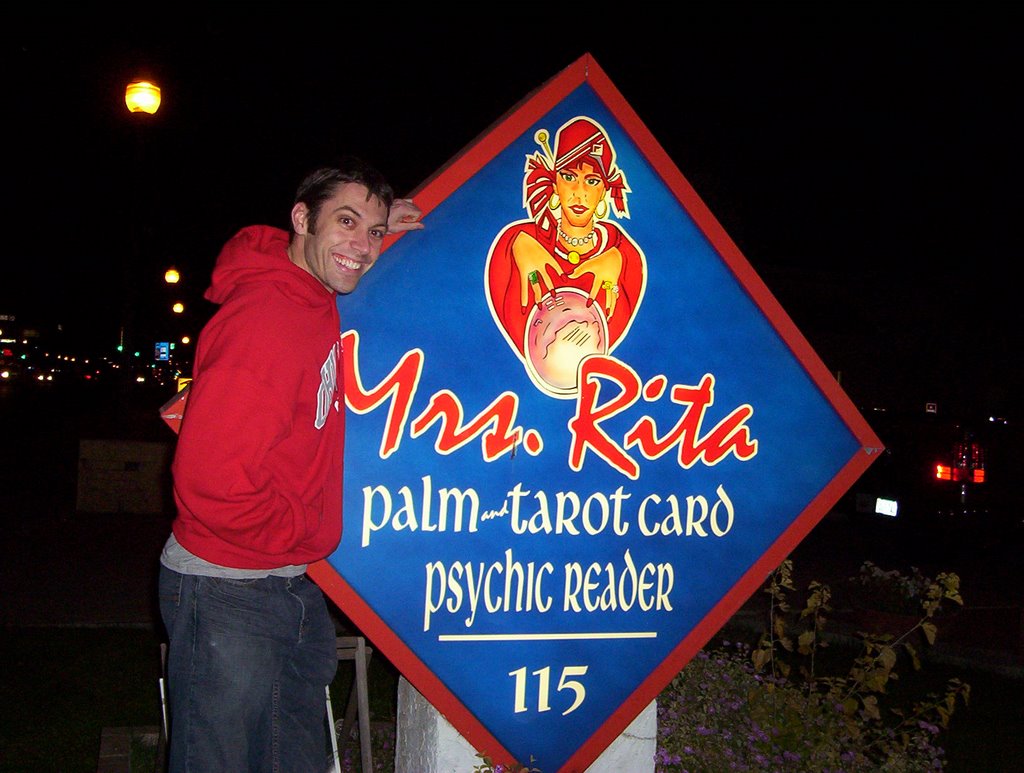 Mrs. Rita
palm and tarot card
psychic reader
115